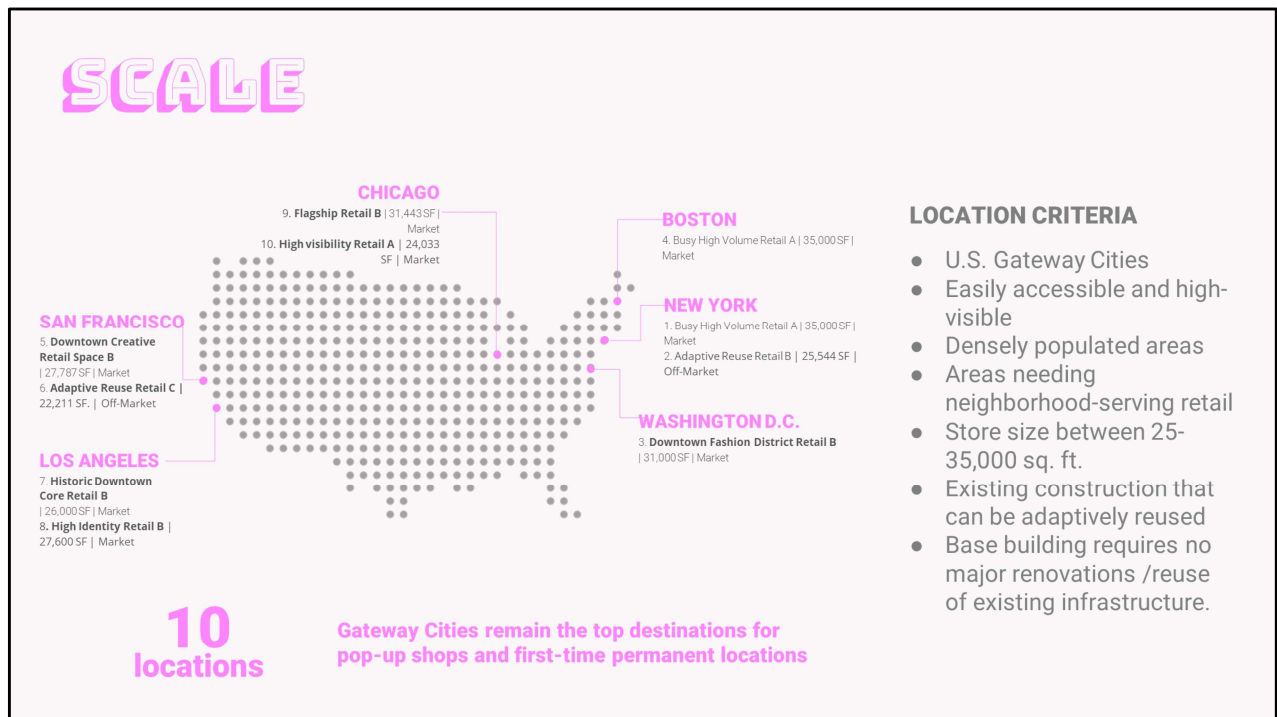 SCALE
CHICAGO
9. Flagship Retail B | 31,443 SF |
Market
10. High visibility Retail A | 24,033
SF | Market
BOSTON
4. Busy High Volume Retail A | 35,000 SF |
Market
NEW YORK
1. Busy High Volume Retail A | 35,000 SF |
Market
2. Adaptive Reuse Retail B | 25,544 SF |
Off-Market
WASHINGTON D.C.
3. Downtown Fashion District Retail B
| 31,000 SF | Market
SAN FRANCISCO
5. Downtown Creative
Retail Space B
| 27,787 SF | Market
6. Adaptive Reuse Retail C |
22,211 SF. | Off-Market
LOS ANGELES
7. Historic Downtown
Core Retail B
| 26,000 SF | Market
8. High Identity Retail B |
27,600 SF | Market
10
locations
Gateway Cities remain the top destinations for
pop-up shops and first-time permanent locations
LOCATION CRITERIA
● U.S. Gateway Cities
● Easily accessible and high-
visible
● Densely populated areas
● Areas needing
neighborhood-serving retail
● Store size between 25-
35,000 sq. ft.
● Existing construction that
can be adaptively reused
● Base building requires no
major renovations /reuse
of existing infrastructure.